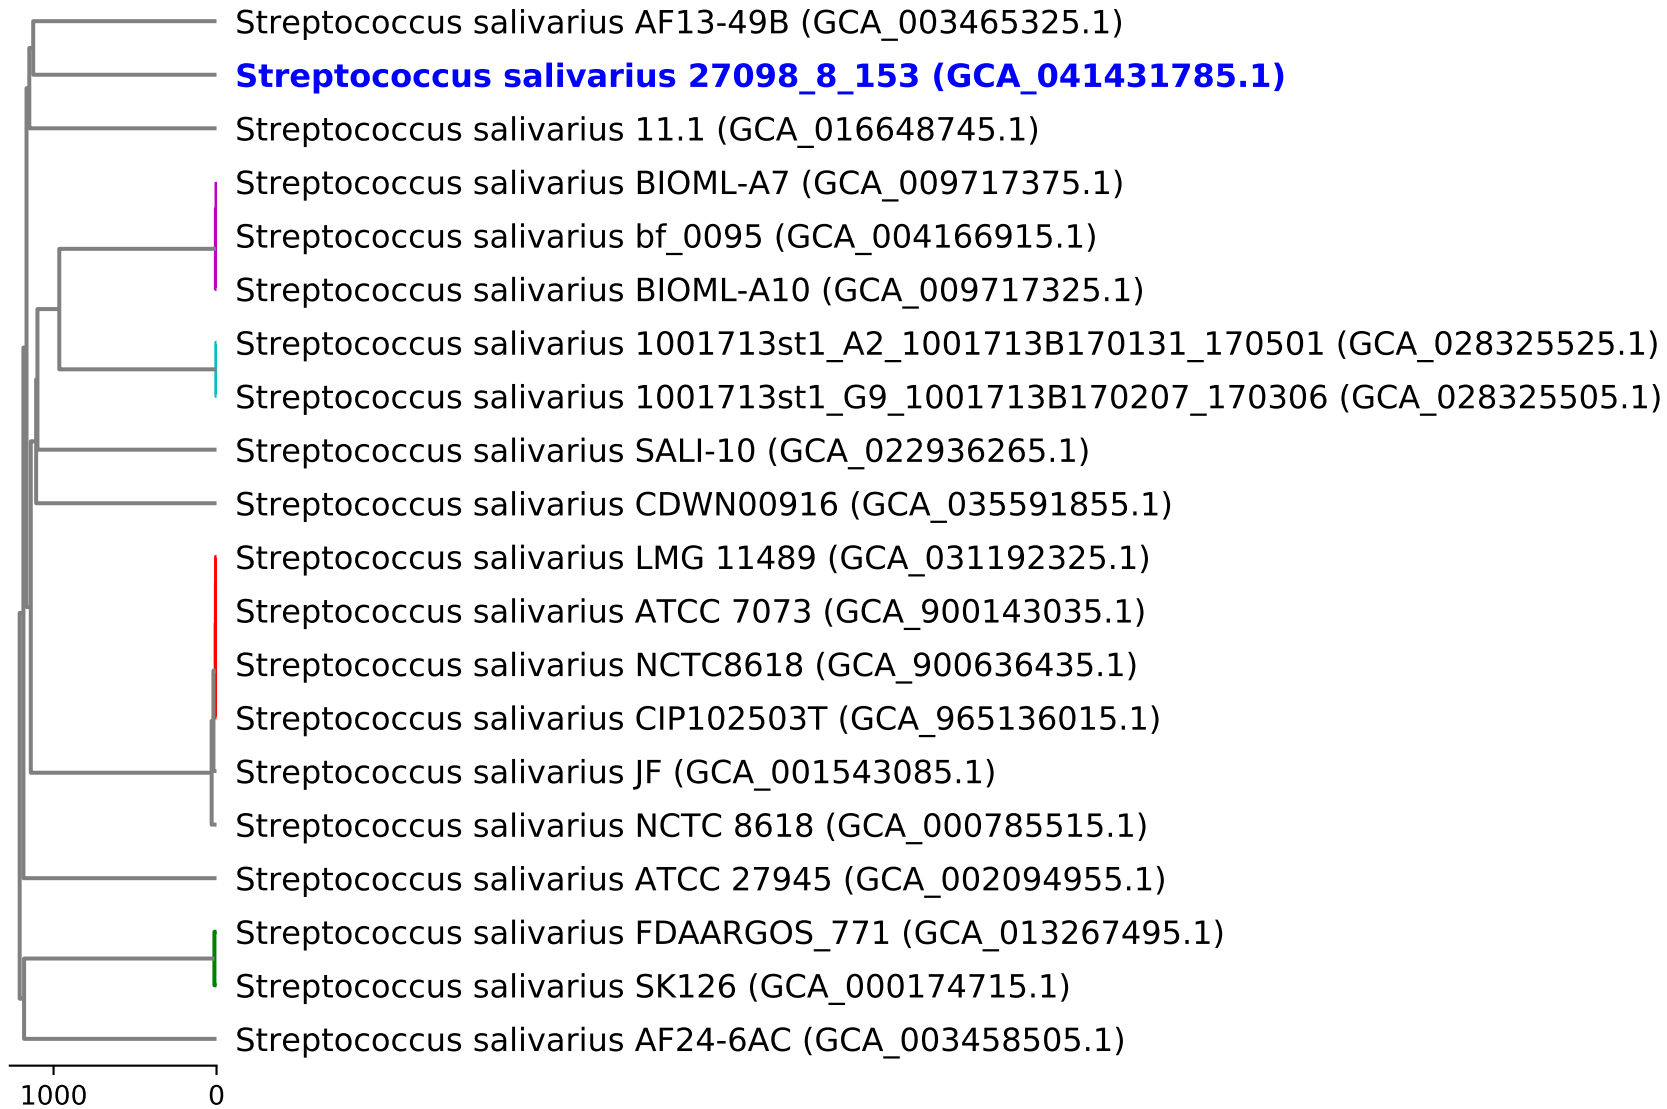 Streptococcus salivarius AF13-49B (GCA_003465325.1)
Streptococcus salivarius 27098_8_153 (GCA_041431785.1)
Streptococcus salivarius 11.1 (GCA_016648745.1)
Streptococcus salivarius BIOML-A7 (GCA_009717375.1)
Streptococcus salivarius bf_0095 (GCA_004166915.1)
Streptococcus salivarius BIOML-A10 (GCA_009717325.1)
Streptococcus salivarius 1001713st1_A2_1001713B170131_170501 (GCA_028325525.1)
Streptococcus salivarius 1001713st1_G9_1001713B170207_170306 (GCA_028325505.1)
Streptococcus salivarius SALI-10 (GCA_022936265.1)
Streptococcus salivarius CDWN00916 (GCA_035591855.1)
Streptococcus salivarius LMG 11489 (GCA_031192325.1)
Streptococcus salivarius ATCC 7073 (GCA_900143035.1)
Streptococcus salivarius NCTC8618 (GCA_900636435.1)
Streptococcus salivarius CIP102503T (GCA_965136015.1)
Streptococcus salivarius JF (GCA_001543085.1)
Streptococcus salivarius NCTC 8618 (GCA_000785515.1)
Streptococcus salivarius ATCC 27945 (GCA_002094955.1)
Streptococcus salivarius FDAARGOS_771 (GCA_013267495.1)
Streptococcus salivarius SK126 (GCA_000174715.1)
Streptococcus salivarius AF24-6AC (GCA_003458505.1)
1000 0